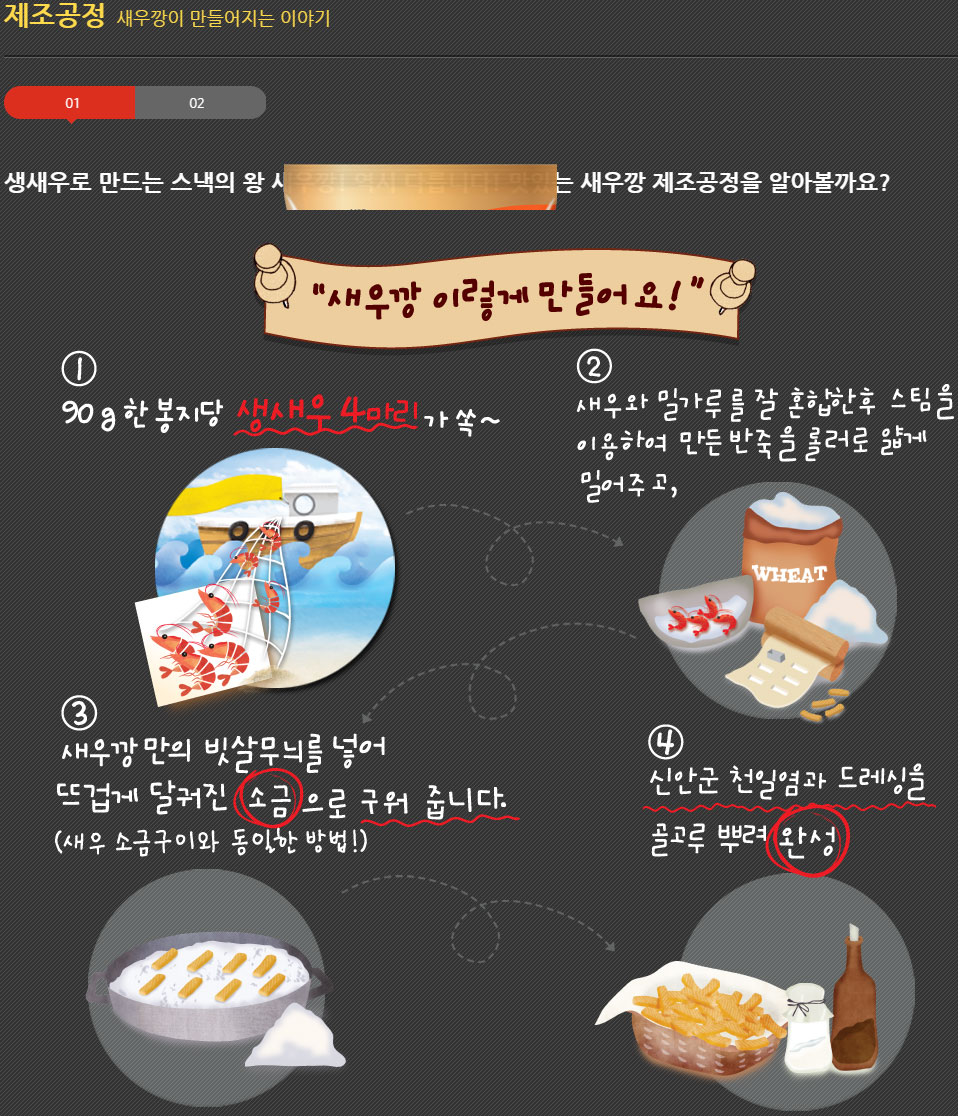 제조공정 새우깡이 만들어지는 이야기
01 02
생새우로 만드는 스낵의 왕 는 새우깡 제조공정을 알아볼까요?
"새우깡 이렇게 만들어요!"
①
90g 한봉지당 생새우 4마리가 쏙~
②
새우와 밀가루를 잘 혼합한후 스팀을
이용하여 만든 반죽을 롤러로 얇게
밀어주고,
WHEAT
③
새우깡만의 빗살무늬를 넣어
뜨겁게 달궈진 소금으로 구워 줍니다.
(새우 소금구이와 동일한 방법!)
④
신안군 천일염과 드레싱을
골고루 뿌려 완성